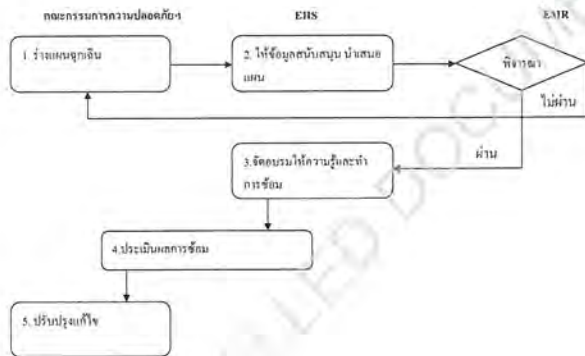 คณะกรรมการความปลอดภัยฯ
EHS
EMR
1. ร่างแผนฉุกเฉิน
2. ให้ข้อมูลสนับสนุน นำเสนอ
แผน
พิจารณา
ไม่ผ่าน
ผ่าน
3.จัดอบรมให้ความรู้และทำ
การซ้อม
4.ประเมินผลการซ้อม
5. ปรับปรุงแก้ไข